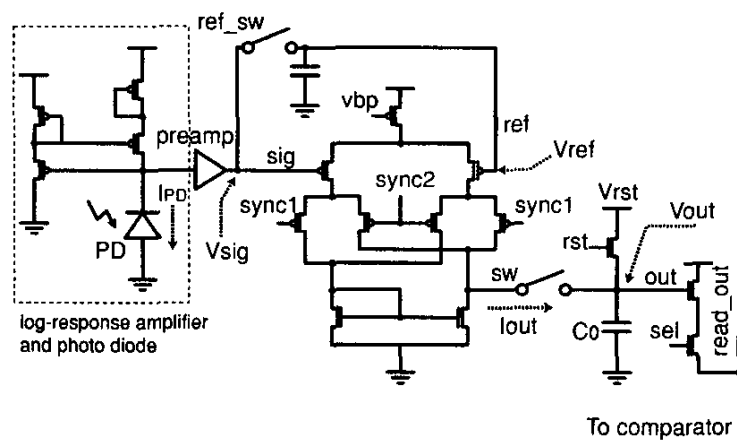 ref_sw
vbp
ref
preamp
sig
Vref
sync2
IPD
sync1
sync1
Vrst
Vout
PD
Vsig
rst
sw
out
Iout
C0
sel
read_out
log-response amplifier
and photo diode
To comparator